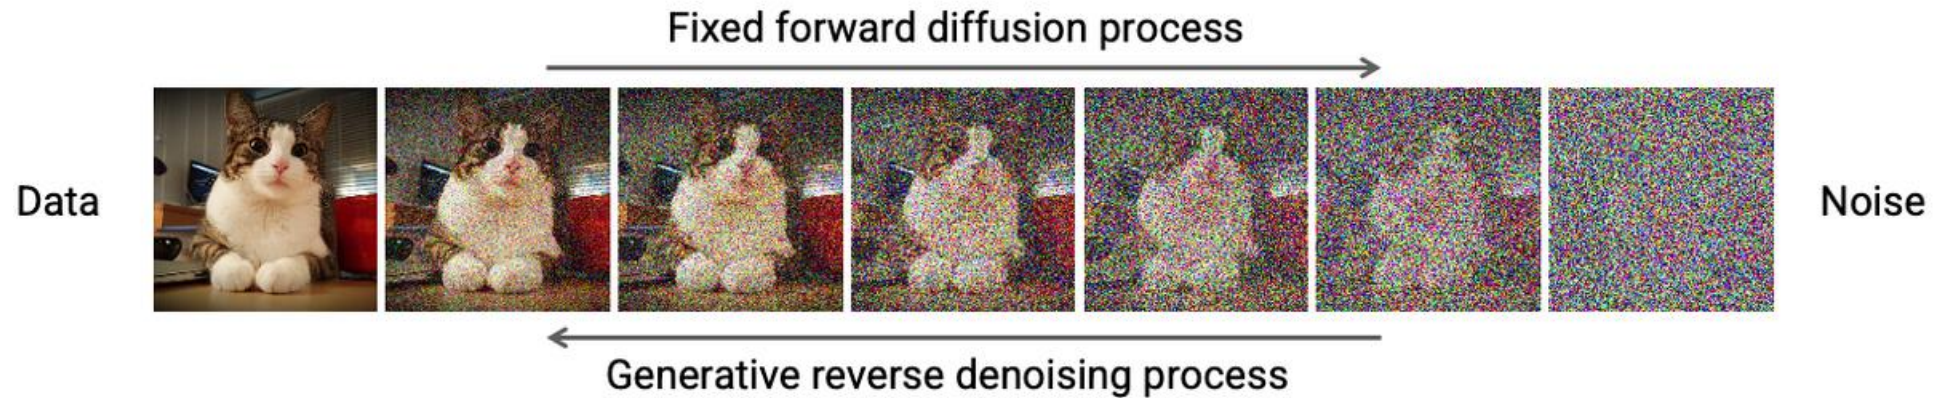 Fixed forward diffusion process
Data
Noise
Generative reverse denoising process